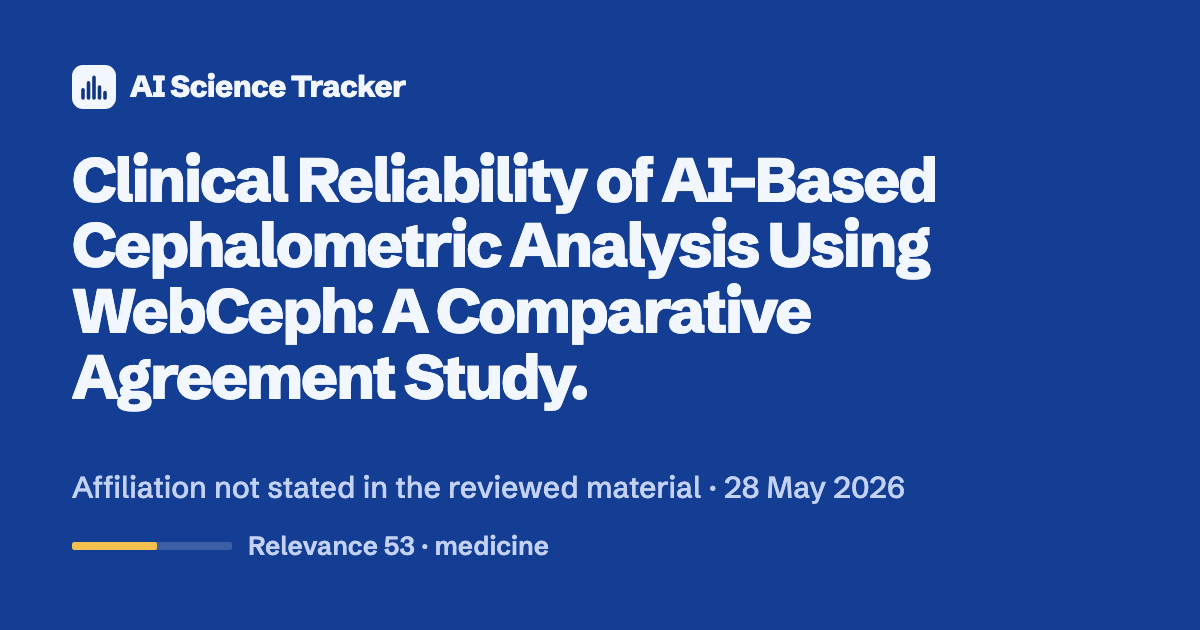 AI Science Tracker
Clinical Reliability of AI-Based
Cephalometric Analysis Using
WebCeph: A Comparative
Agreement Study.
Affiliation not stated in the reviewed material · 28 May 2026
Relevance 53 · medicine